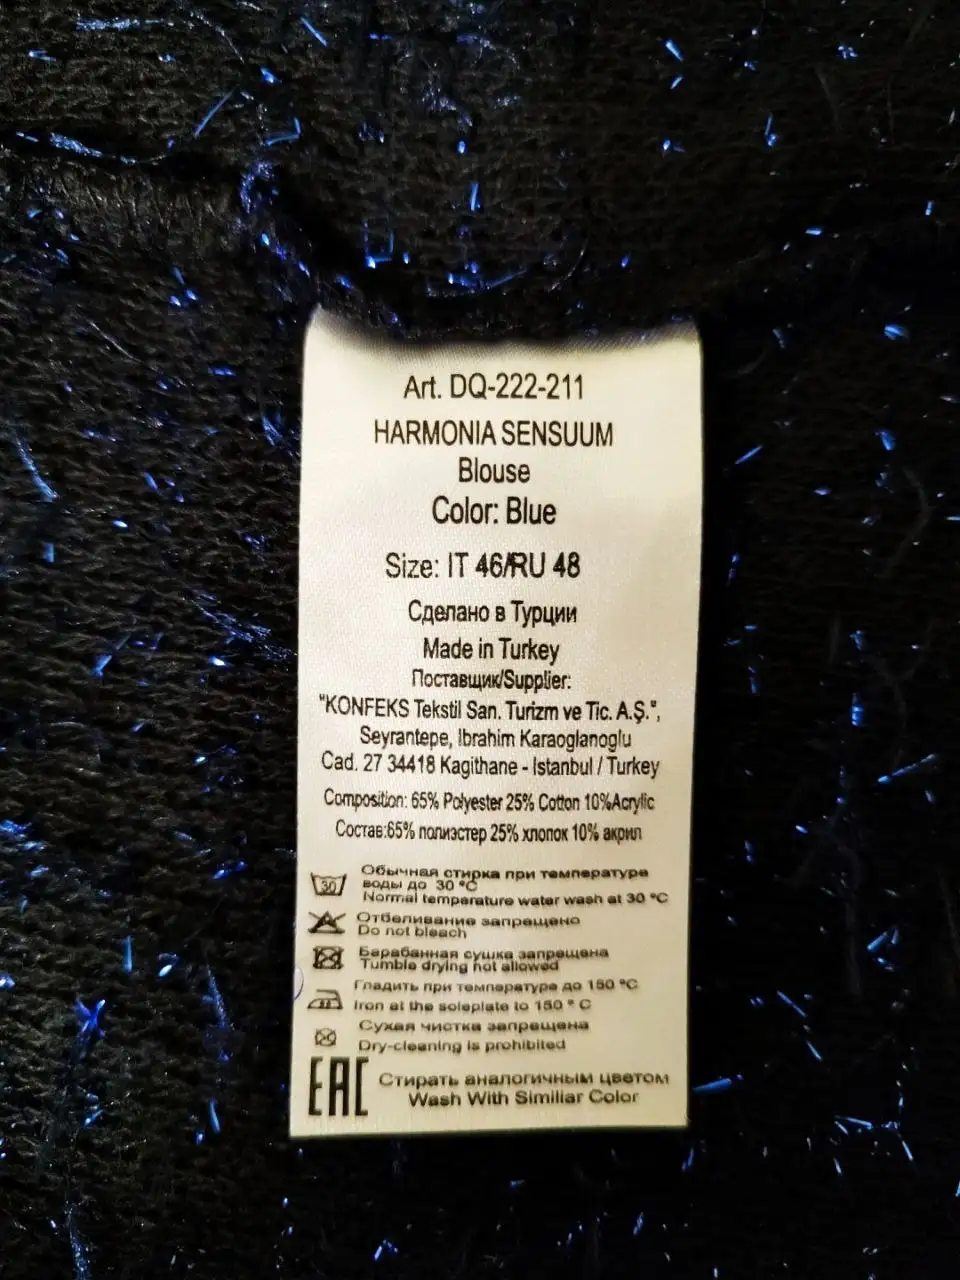 Art. DQ-222-211
HARMONIA SENSUUM
Blouse
Color: Blue
Size: IT 46/RU 48
Сделано в Турции
Made in Turkey
Поставщик/Supplier:
"KONFEKS Tekstil San. Turizm ve Tic. A.Ş.",
Seyrantepe, Ibrahim Karaoglanoglu
Cad. 27 34418 Kagithane - Istanbul / Turkey
Composition: 65% Polyester 25% Cotton 10%Acrylic
Состав:65% полиэстер 25% хлопок 10% акрил
30
Обычная стирка при температуре
воды до 30 °C
Normal temperature water wash at 30 °C
Отбеливание запрещено
Do not bleach
Барабанная сушка запрещена
Tumble drying not allowed
Гладить при температуре до 150 °C
Iron at the soleplate to 150 ° C
Сухая чистка запрещена
Dry-cleaning is prohibited
EAC
Стирать аналогичным цветом
Wash With Similiar Color